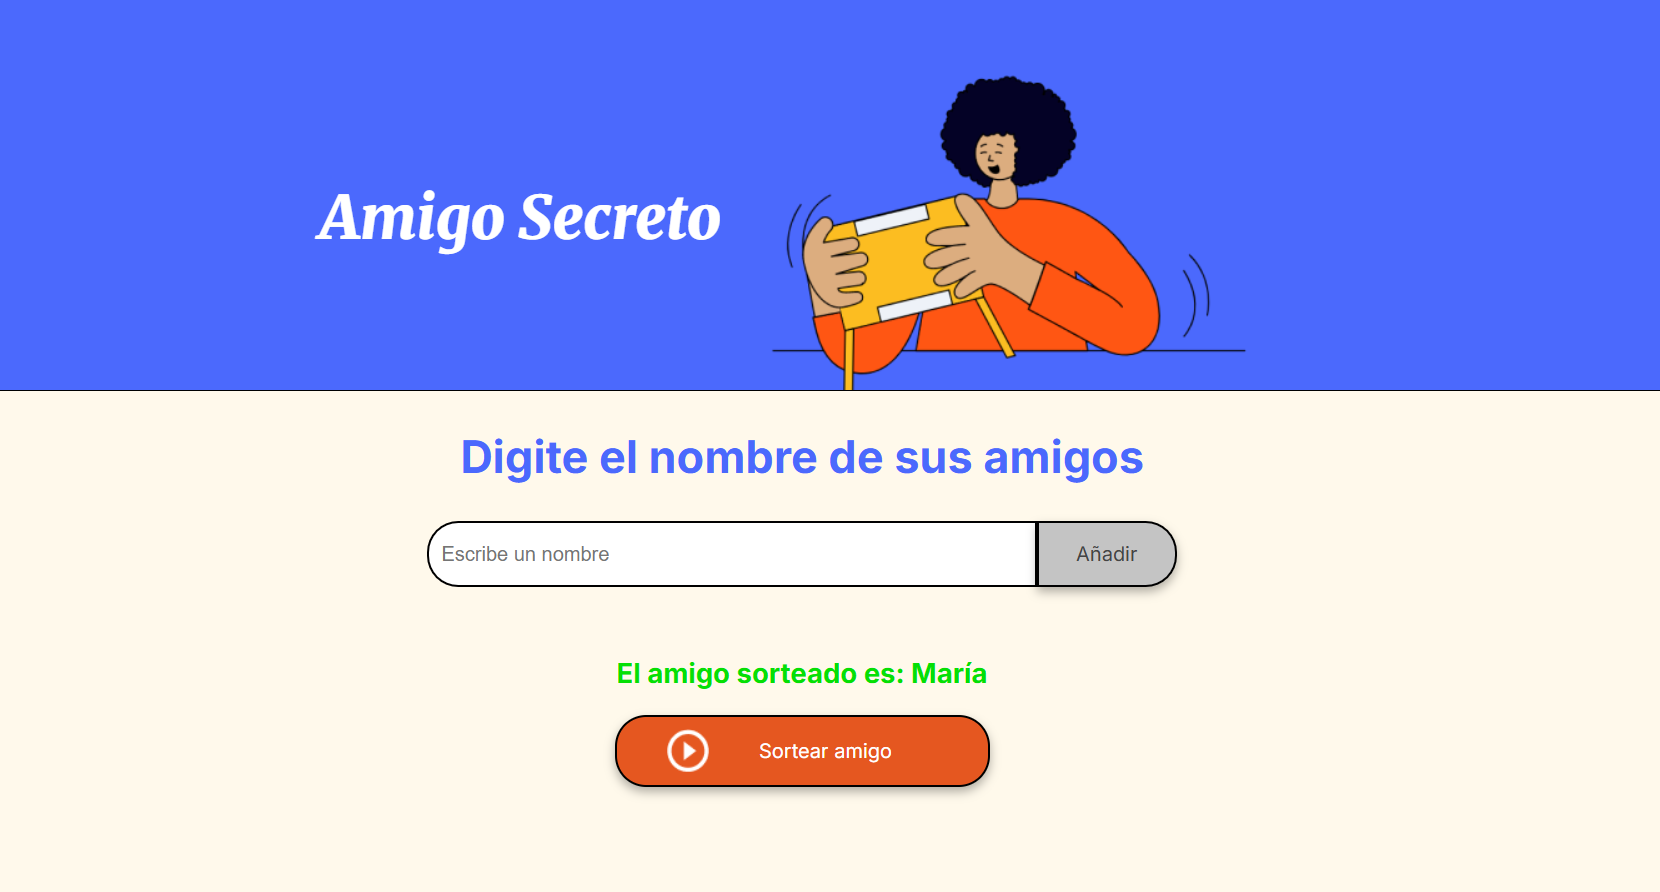 Amigo Secreto
Digite el nombre de sus amigos
Escribe un nombre
Añadir
El amigo sorteado es: María
Sortear amigo